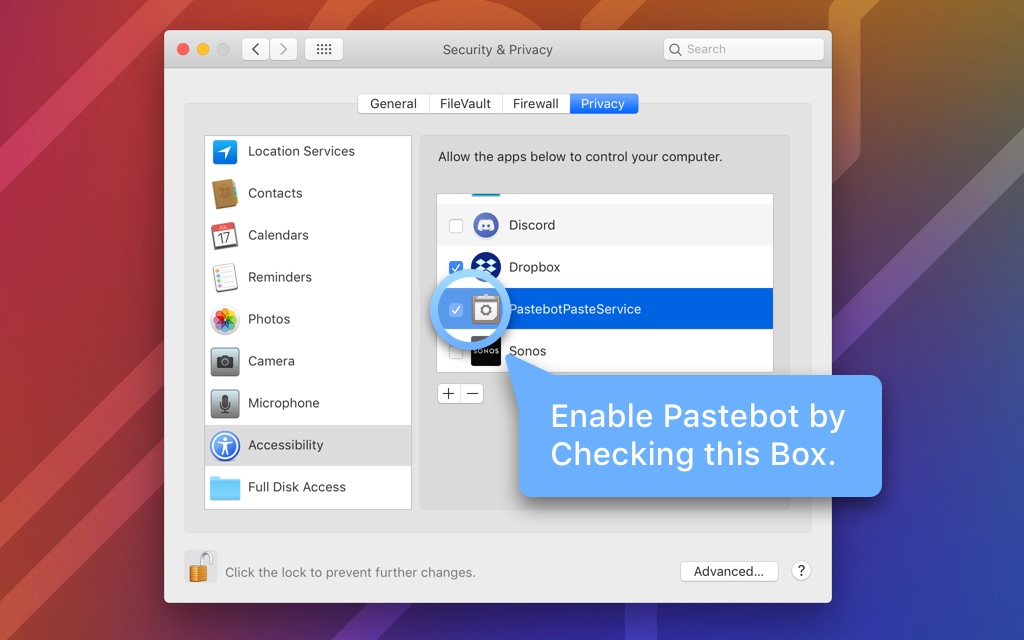 Security & Privacy
Search
General
FileVault
Firewall
Privacy
Location Services
Contacts
JUL
17
Calendars
Reminders
Photos
Camera
Microphone
Accessibility
Full Disk Access
Allow the apps below to control your computer.
Discord
Dropbox
PastebotPasteService
SONOS
Sonos
Enable Pastebot by
Checking this Box.
Click the lock to prevent further changes.
Advanced...
?